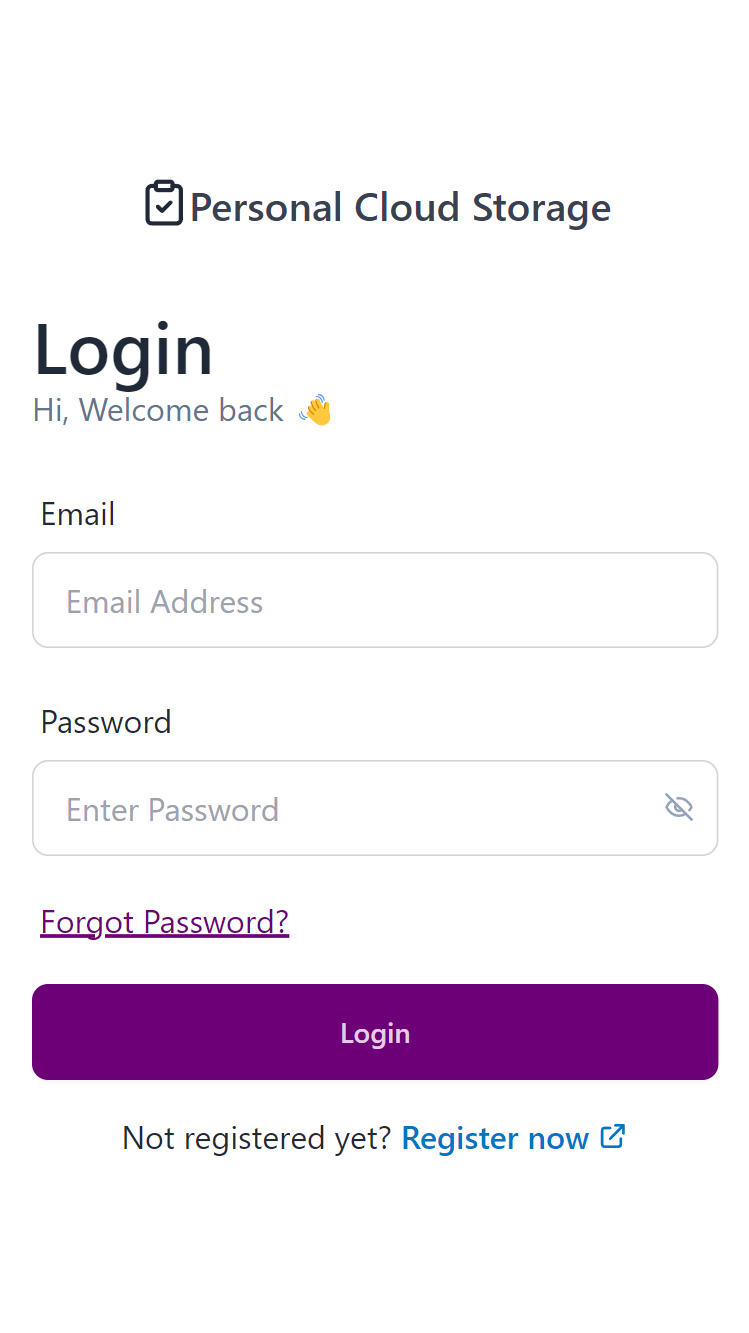 Personal Cloud Storage
Login
Hi, Welcome back 👋
Email
Email Address
Password
Enter Password
Forgot Password?
Login
Not registered yet? Register now